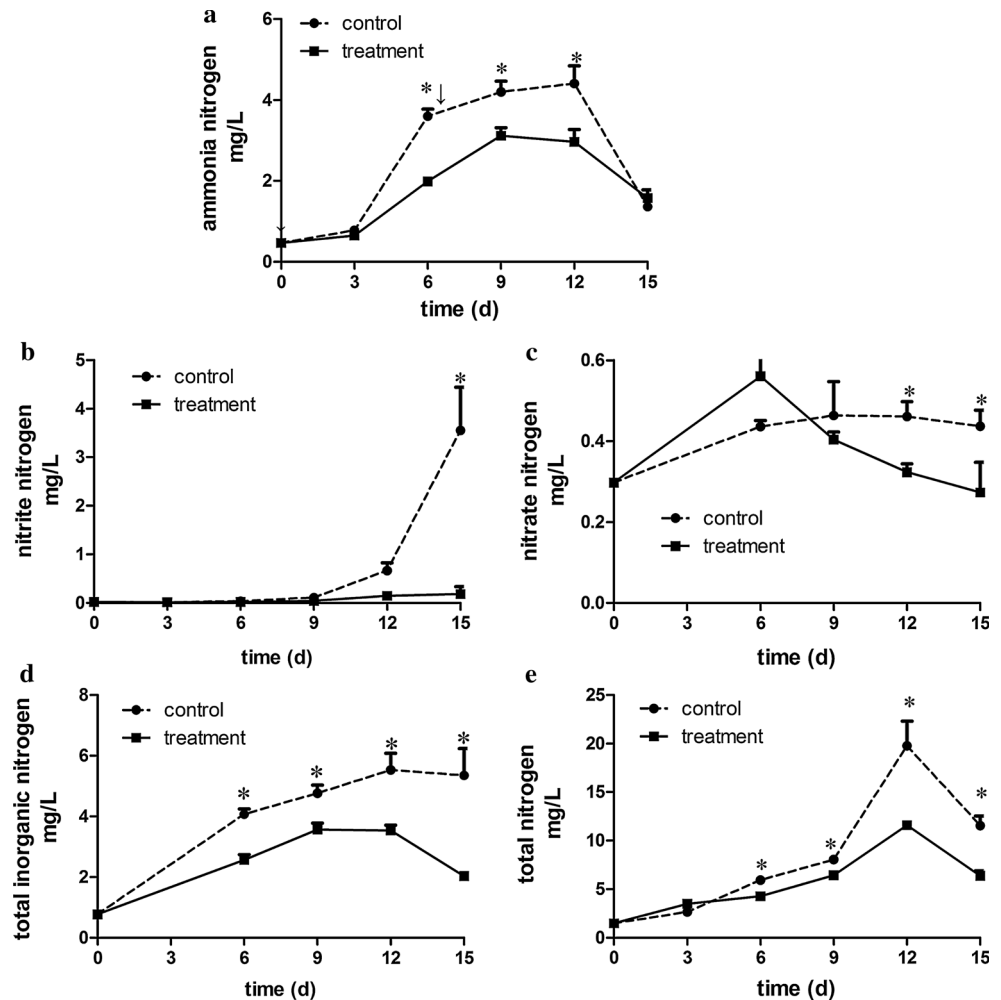 a
control
treatment
ammonia nitrogen
mg/L
6
4
2
0
* ↓ * *
↓
0 3 6 9 12 15
time (d)
b
control
treatment
nitrite nitrogen
mg/L
5
4
3
2
1
0
*
0 3 6 9 12 15
time (d)
c
control
treatment
nitrate nitrogen
mg/L
0.6
0.4
0.2
0.0
* *
0 3 6 9 12 15
time (d)
d
control
treatment
total inorganic nitrogen
mg/L
8
6
4
2
0
* * * *
0 3 6 9 12 15
time (d)
e
control
treatment
total nitrogen
mg/L
25
20
15
10
5
0
* * * *
0 3 6 9 12 15
time (d)